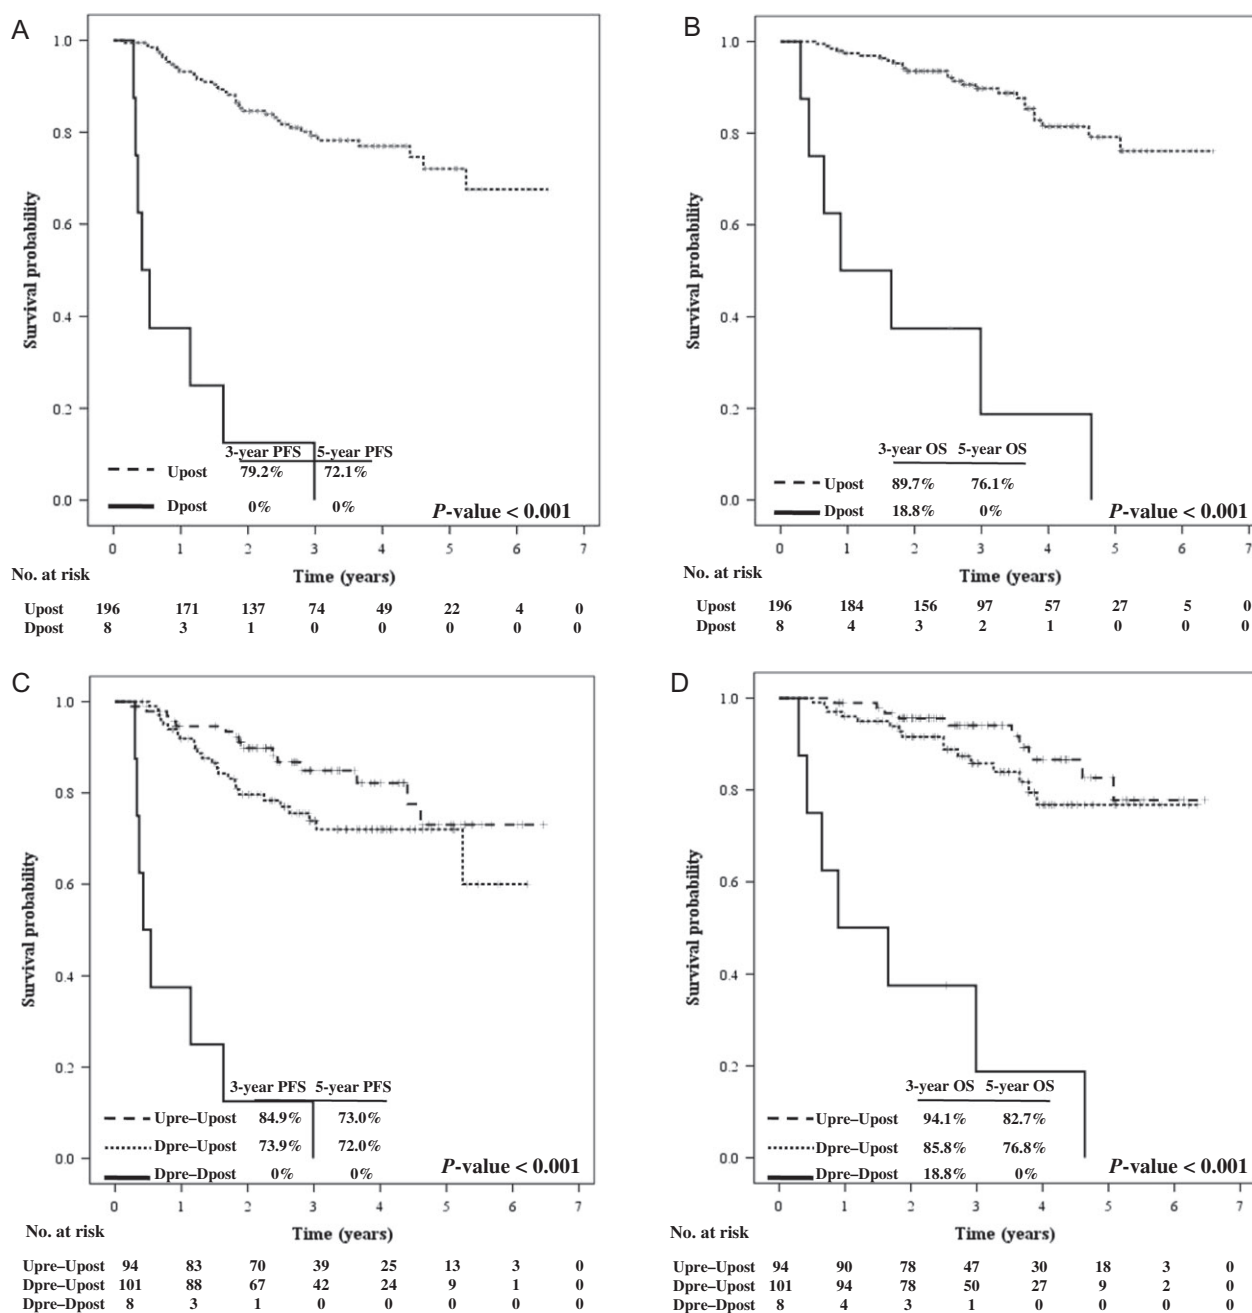 A
1.0
0.8
0.6
0.4
0.2
0.0
Survival probability
3-year PFS 5-year PFS
Upost 79.2% 72.1%
Dpost 0% 0%
P-value < 0.001
0 1 2 3 4 5 6 7
Time (years)
No. at risk
Upost 196 171 137 74 49 22 4 0
Dpost 8 3 1 0 0 0 0 0
B
1.0
0.8
0.6
0.4
0.2
0.0
Survival probability
3-year OS 5-year OS
Upost 89.7% 76.1%
Dpost 18.8% 0%
P-value < 0.001
0 1 2 3 4 5 6 7
Time (years)
No. at risk
Upost 196 184 156 97 57 27 5 0
Dpost 8 4 3 2 1 0 0 0
C
1.0
0.8
0.6
0.4
0.2
0.0
Survival probability
3-year PFS 5-year PFS
Upre–Upost 84.9% 73.0%
Dpre–Upost 73.9% 72.0%
Dpre–Dpost 0% 0%
P-value < 0.001
0 1 2 3 4 5 6 7
Time (years)
No. at risk
Upre–Upost 94 83 70 39 25 13 3 0
Dpre–Upost 101 88 67 42 24 9 1 0
Dpre–Dpost 8 3 1 0 0 0 0 0
D
1.0
0.8
0.6
0.4
0.2
0.0
Survival probability
3-year OS 5-year OS
Upre–Upost 94.1% 82.7%
Dpre–Upost 85.8% 76.8%
Dpre–Dpost 18.8% 0%
P-value < 0.001
0 1 2 3 4 5 6 7
Time (years)
No. at risk
Upre–Upost 94 90 78 47 30 18 3 0
Dpre–Upost 101 94 78 50 27 9 2 0
Dpre–Dpost 8 4 3 1 0 0 0 0